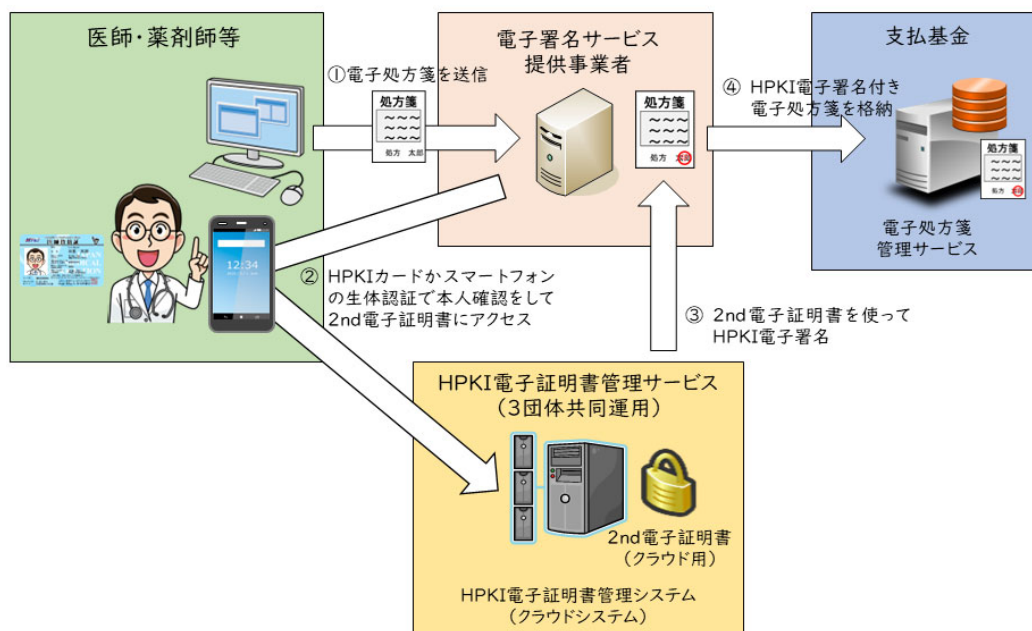 医師・薬剤師等
電子署名サービス
提供事業者
支払基金
①電子処方箋を送信
処方箋
処方 太郎
処方箋
処方 太郎
④ HPKI電子署名付き
電子処方箋を格納
処方箋
処方 太郎
電子処方箋
管理サービス
12:34
② HPKIカードかスマートフォン
の生体認証で本人確認をして
2nd電子証明書にアクセス
③ 2nd電子証明書を使って
HPKI電子署名
HPKI電子証明書管理サービス
(3団体共同運用)
2nd電子証明書
(クラウド用)
HPKI電子証明書管理システム
(クラウドシステム)